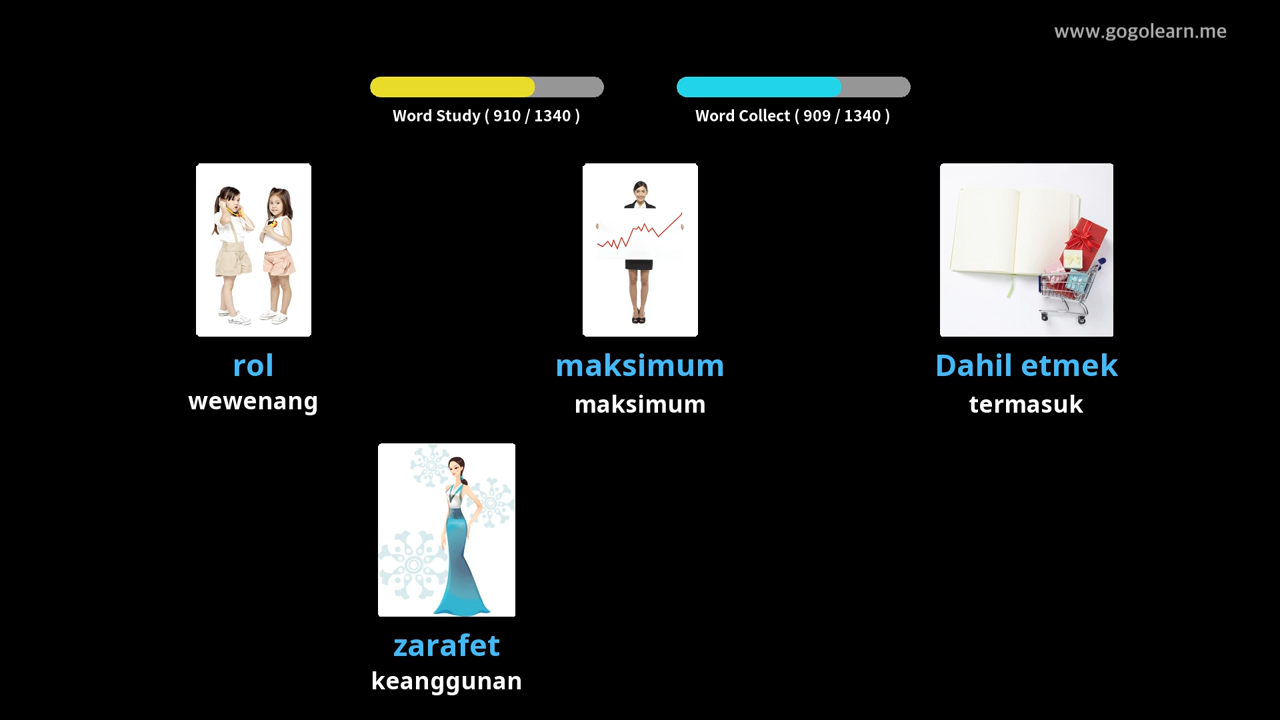 www.gogolearn.me
Word Study ( 910 / 1340 )
Word Collect ( 909 / 1340 )
rol
wewenang
maksimum
maksimum
Dahil etmek
termasuk
zarafet
keanggunan